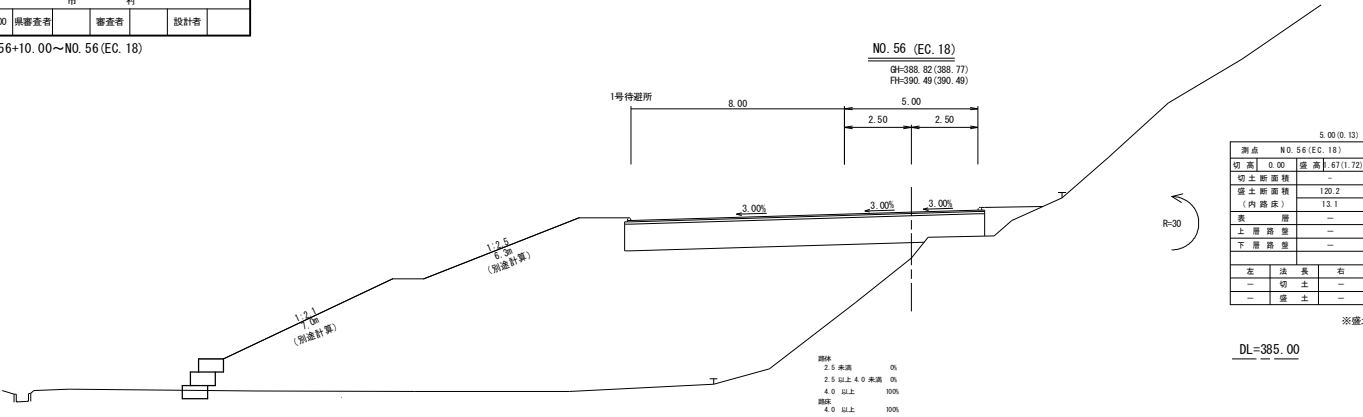 市 村
00 県審査者 審査者 設計者
56+10.00～NO.56(EC.18)
NO.56 (EC.18)
GH=388.82(388.77)
FH=390.49(390.49)
1号待避所
8.00
5.00
2.50
2.50
3.00%
3.00%
3.00%
1:2.5
6.3m
(別途計算)
1:2.1
7.0m
(別途計算)
R=30
5.00(0.13)
測点 NO.56(EC.18)
切高 0.00 盛高 1.67(1.72)
切土断面積 -
盛土断面積 120.2
(内路床) 13.1
表層 -
上層路盤 -
下層路盤 -
左 法長 右
- 切土 -
- 盛土 -
※盛土
DL=385.00
路体
2.5 未満 0%
2.5 以上 4.0 未満 0%
4.0 以上 100%
路床
4.0 以上 100%